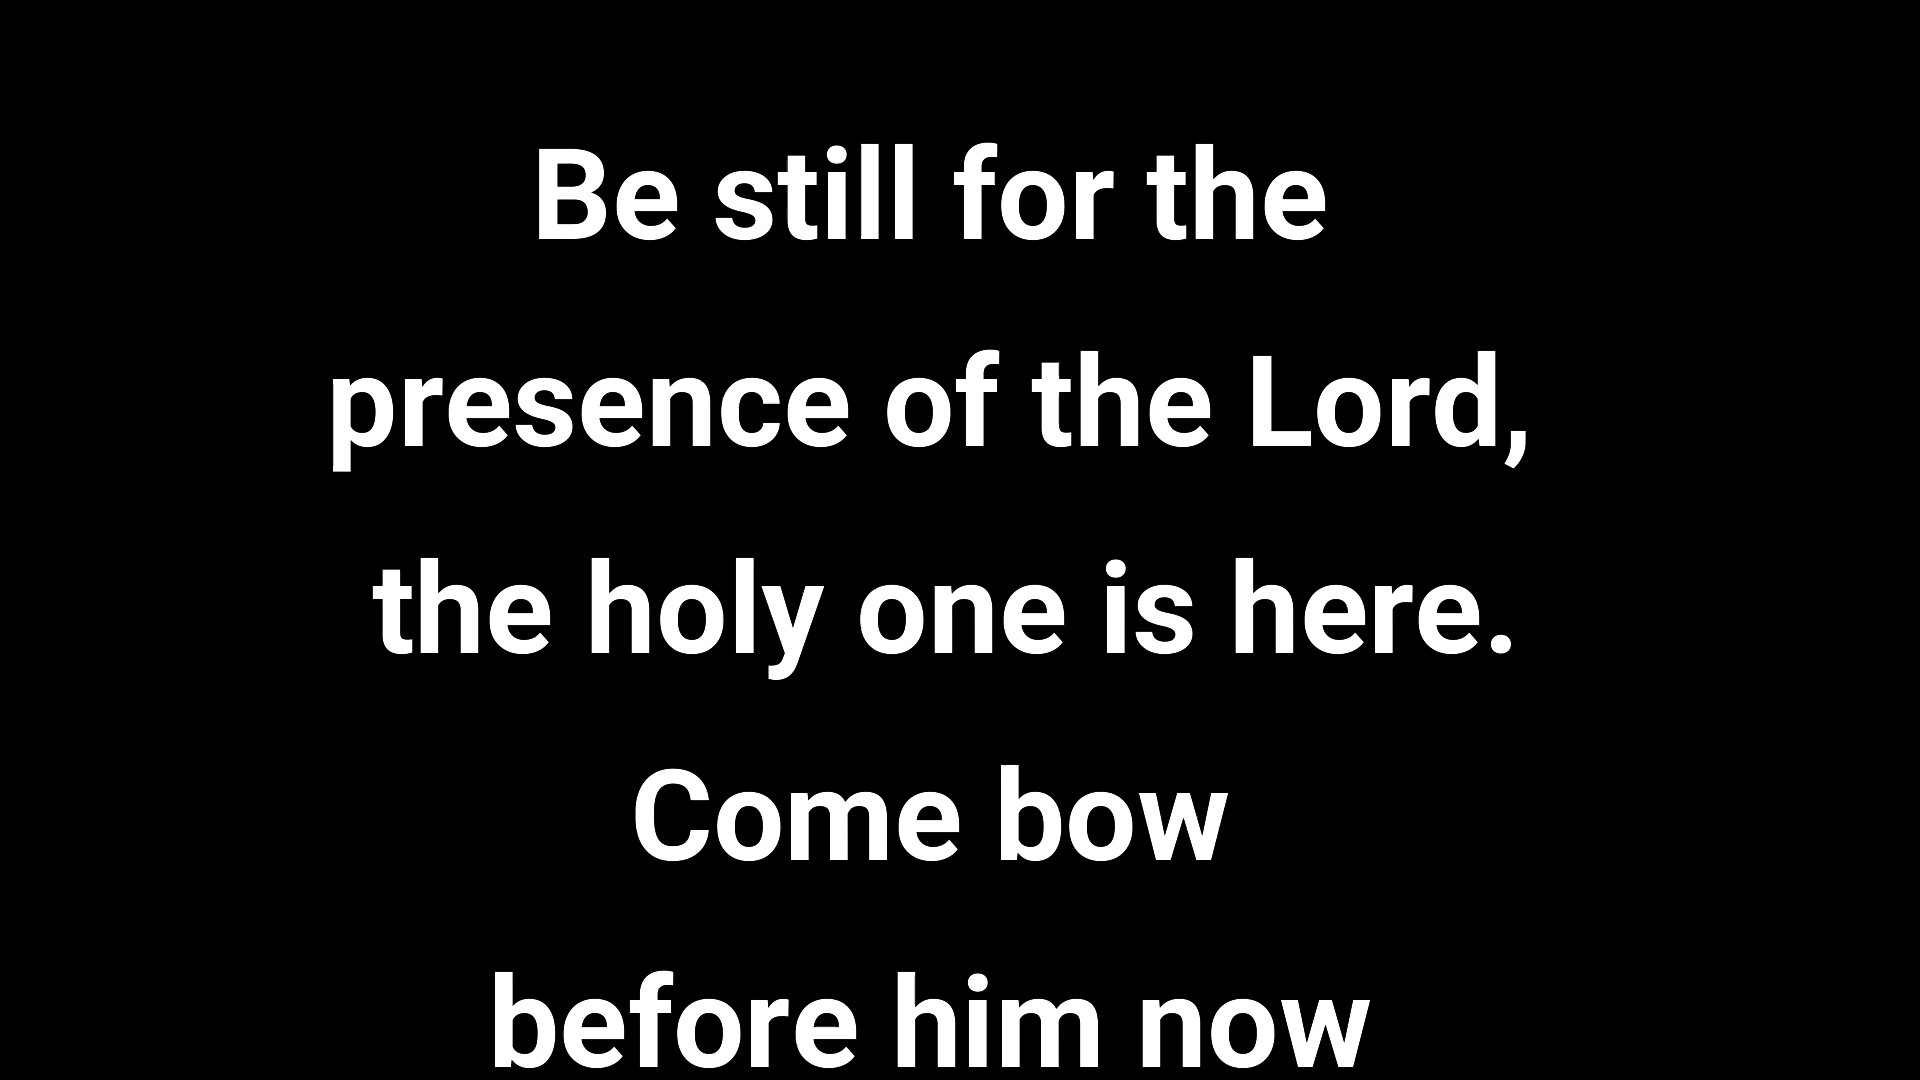 Be still for the
presence of the Lord,
the holy one is here.
Come bow
before him now